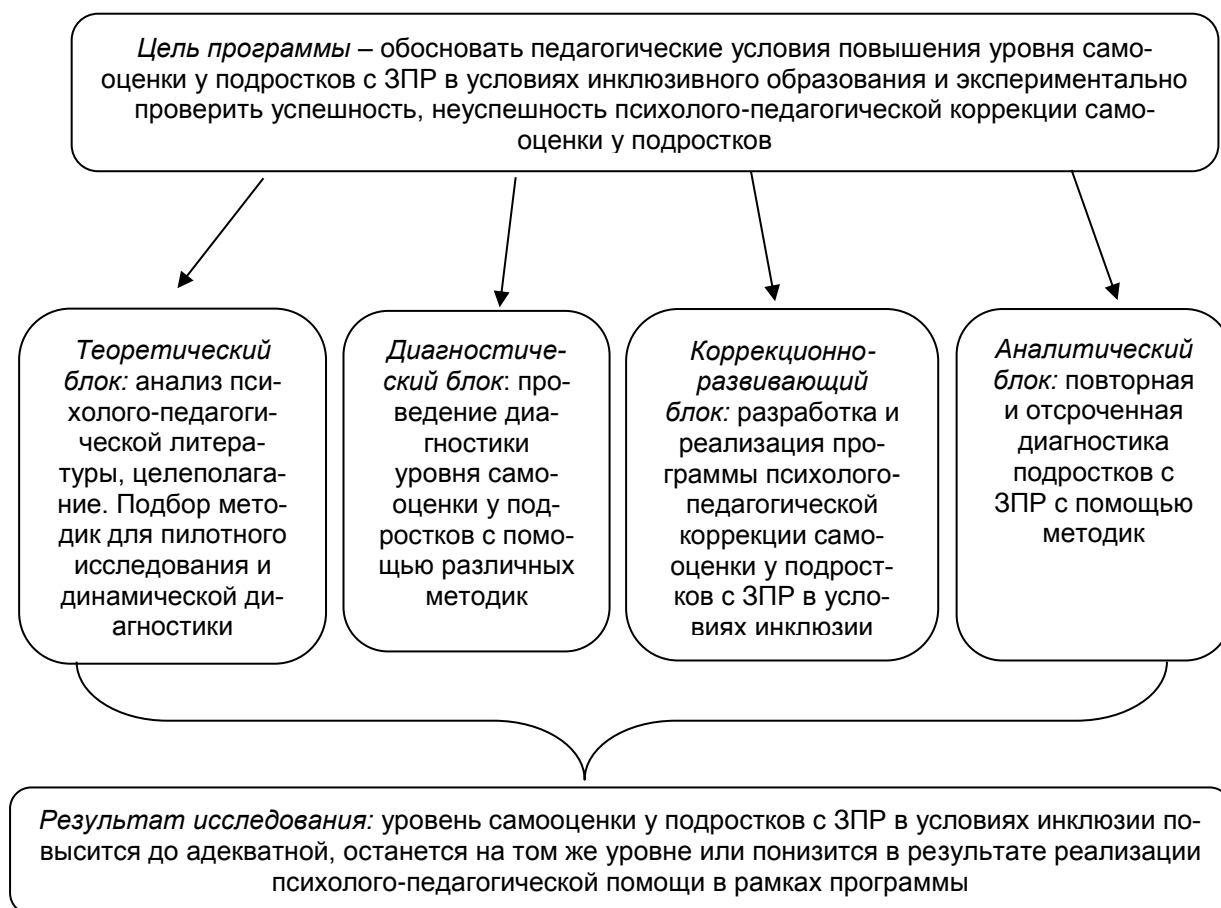 Цель программы – обосновать педагогические условия повышения уровня само-
оценки у подростков с ЗПР в условиях инклюзивного образования и экспериментально
проверить успешность, неуспешность психолого-педагогической коррекции само-
оценки у подростков
Теоретический
блок: анализ пси-
холого-педагоги-
ческой литера-
туры, целеполага-
ние. Подбор мето-
дик для пилотного
исследования и
динамической ди-
агностики
Диагностиче-
ский блок: про-
ведение диа-
гностики
уровня само-
оценки у под-
ростков с помо-
щью различных
методик
Коррекционно-
развивающий
блок: разработка и
реализация про-
граммы психолого-
педагогической
коррекции само-
оценки у подрост-
ков с ЗПР в усло-
виях инклюзии
Аналитический
блок: повторная
и отсроченная
диагностика
подростков с
ЗПР с помощью
методик
Результат исследования: уровень самооценки у подростков с ЗПР в условиях инклюзии по-
высится до адекватной, останется на том же уровне или понизится в результате реализации
психолого-педагогической помощи в рамках программы